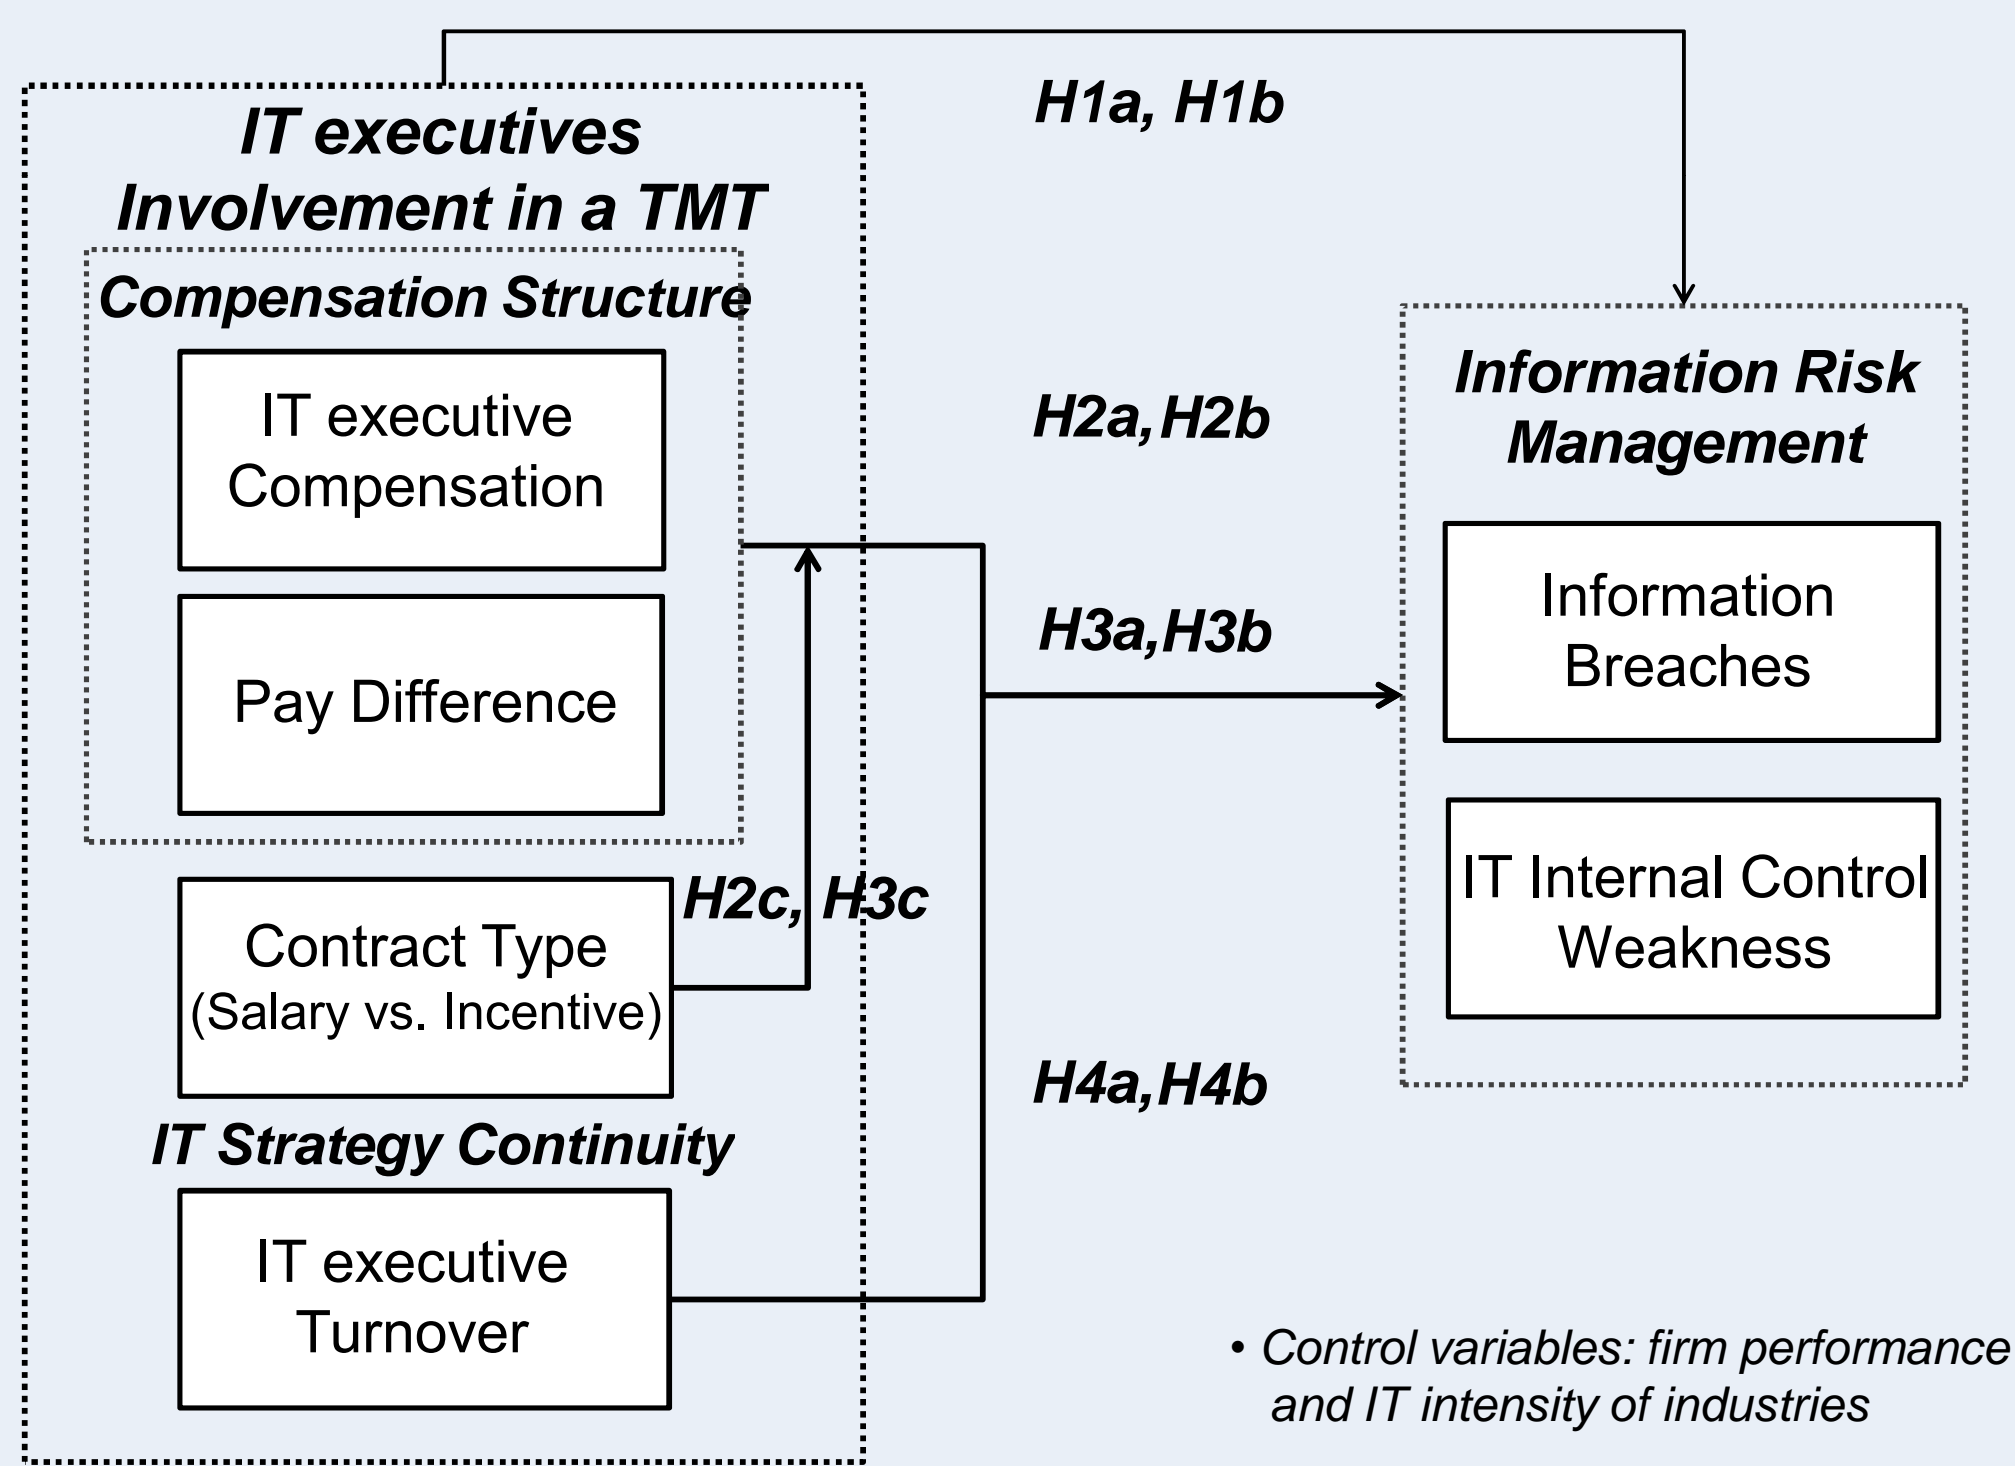 H1a, H1b
IT executives
Involvement in a TMT
Compensation Structure
IT executive
Compensation
Pay Difference
Contract Type
(Salary vs. Incentive)
IT Strategy Continuity
IT executive
Turnover
H2c, H3c
H2a,H2b
H3a,H3b
H4a,H4b
Information Risk
Management
Information
Breaches
IT Internal Control
Weakness
• Control variables: firm performance
and IT intensity of industries